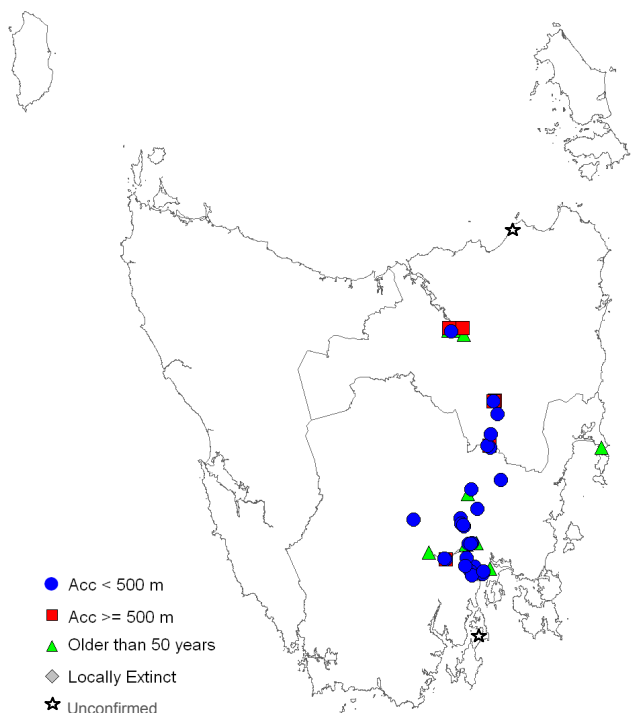 Acc < 500 m
Acc >= 500 m
Older than 50 years
Locally Extinct
Unconfirmed